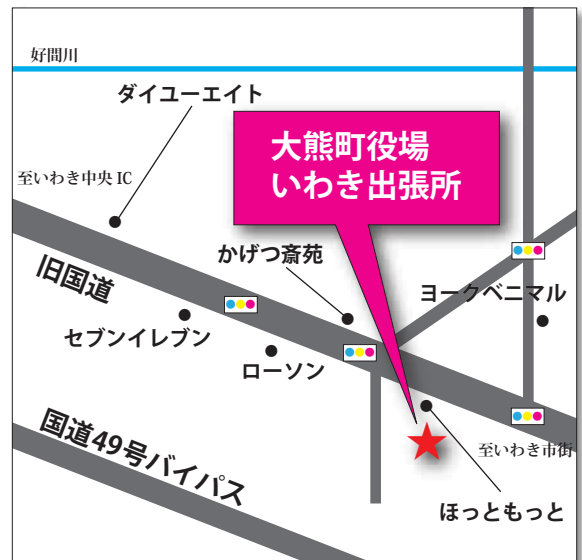 好間川
ダイユーエイト
大熊町役場
いわき出張所
至いわき中央 IC
かげつ斎苑
旧国道
ヨークベニマル
セブンイレブン
ローソン
国道49号バイパス
至いわき市街
ほっともっと